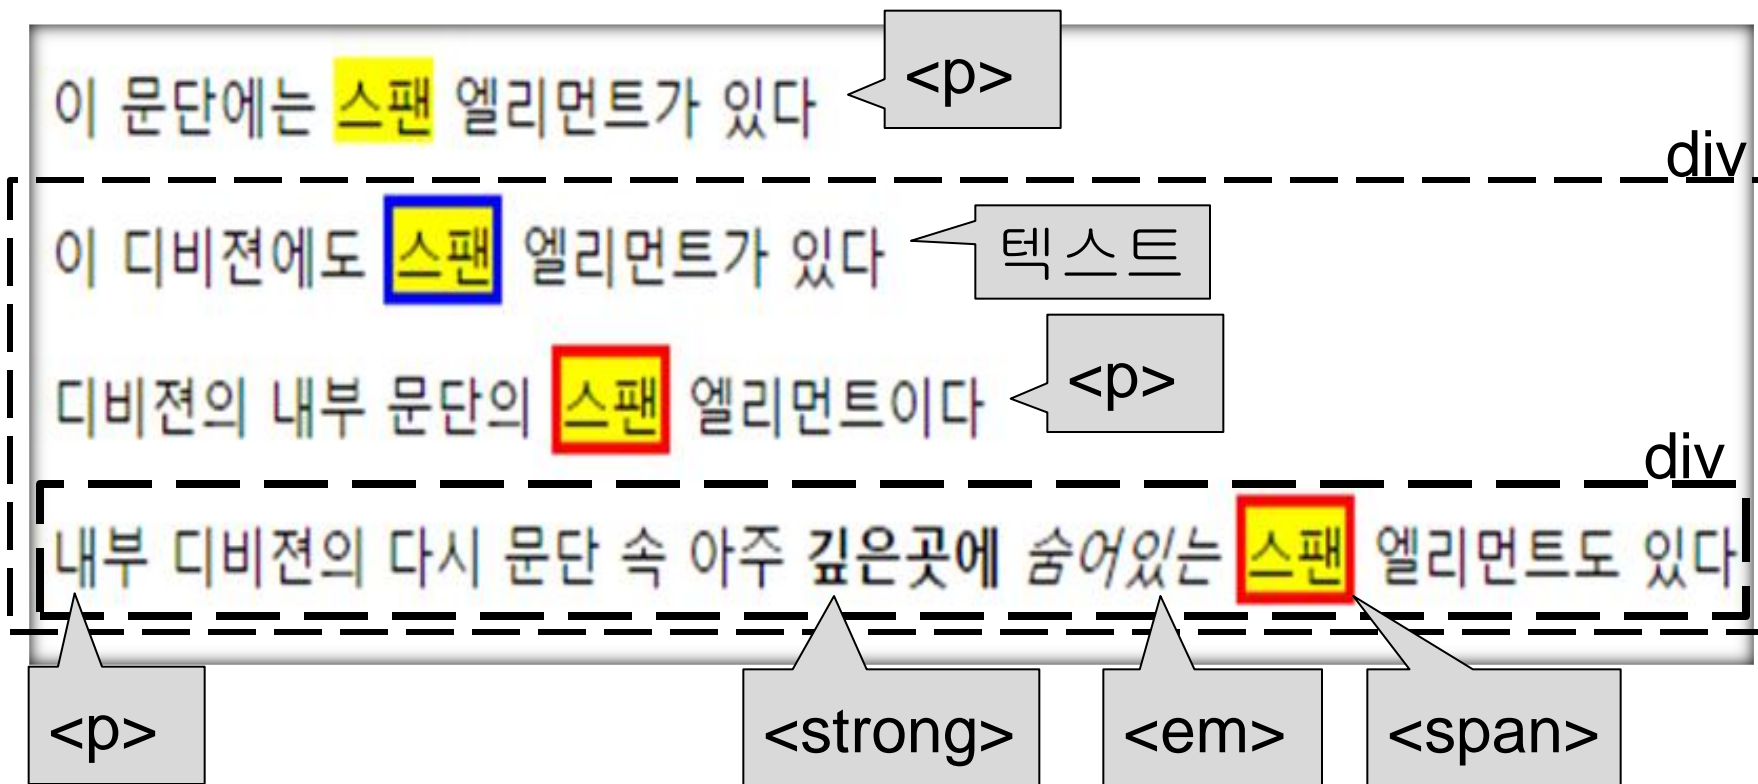 이 문단에는 스팬 엘리먼트가 있다
<p>
div
이 디비젼에도 스팬 엘리먼트가 있다
텍스트
디비젼의 내부 문단의 스팬 엘리먼트이다
<p>
div
내부 디비젼의 다시 문단 속 아주 깊은곳에 숨어있는 스팬 엘리먼트도 있다
<p>
<strong>
<em>
<span>